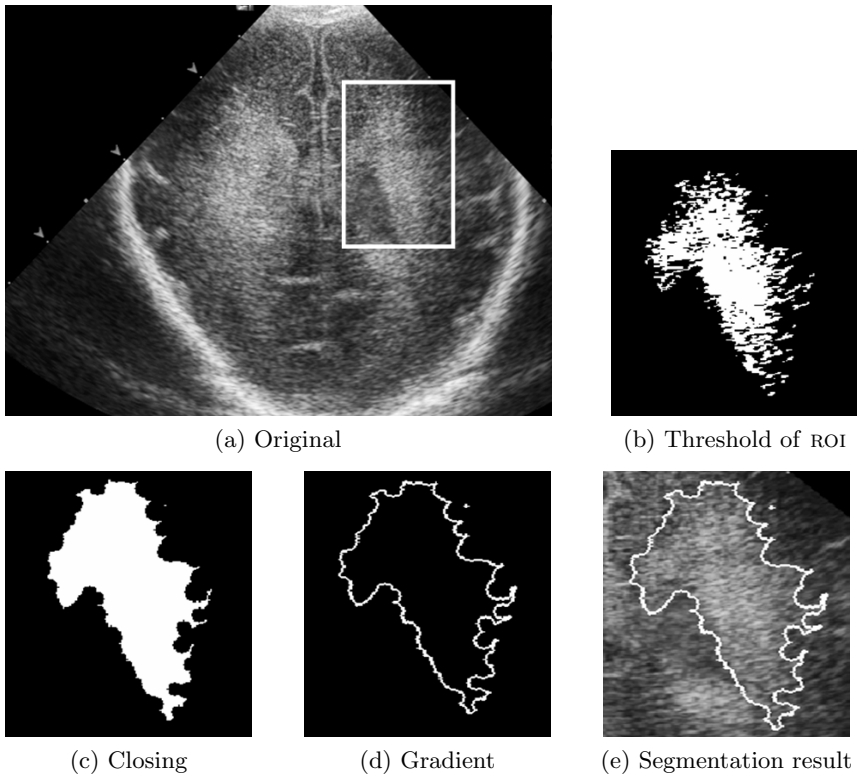 (a) Original
(b) Threshold of ROI
(c) Closing
(d) Gradient
(e) Segmentation result